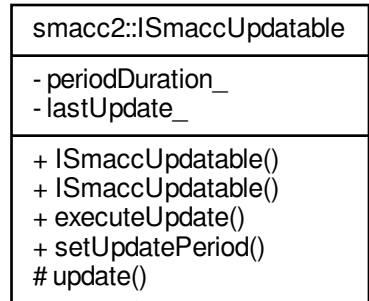 smacc2::ISmaccUpdatable
- periodDuration_
- lastUpdate_
+ ISmaccUpdatable()
+ ISmaccUpdatable()
+ executeUpdate()
+ setUpdatePeriod()
# update()